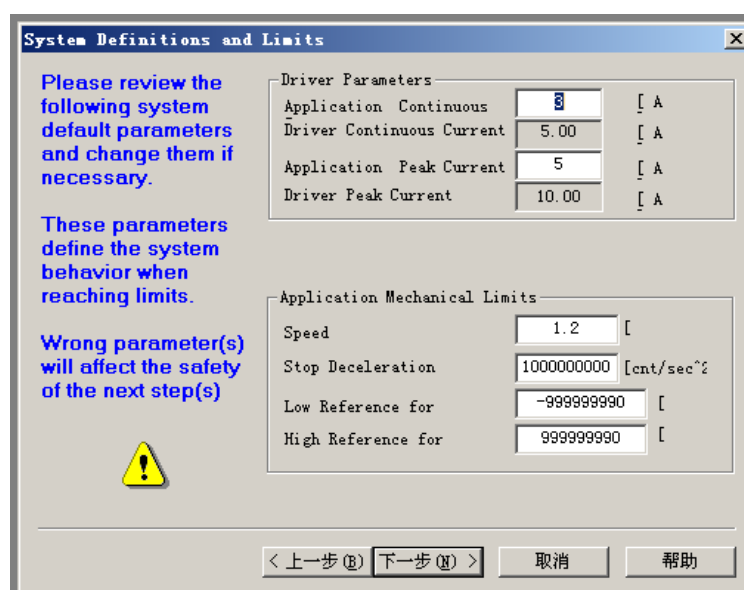 System Definitions and Limits
Please review the
following system
default parameters
and change them if
necessary.
These parameters
define the system
behavior when
reaching limits.
Wrong parameter(s)
will affect the safety
of the next step(s)
Driver Parameters
Application Continuous 3 [ A
Driver Continuous Current 5.00 [ A
Application Peak Current 5 [ A
Driver Peak Current 10.00 [ A
Application Mechanical Limits
Speed 1.2 [
Stop Deceleration 1000000000 [cnt/sec^2
Low Reference for -999999990 [
High Reference for 999999990 [
< 上一步(B) 下一步(N) > 取消 帮助